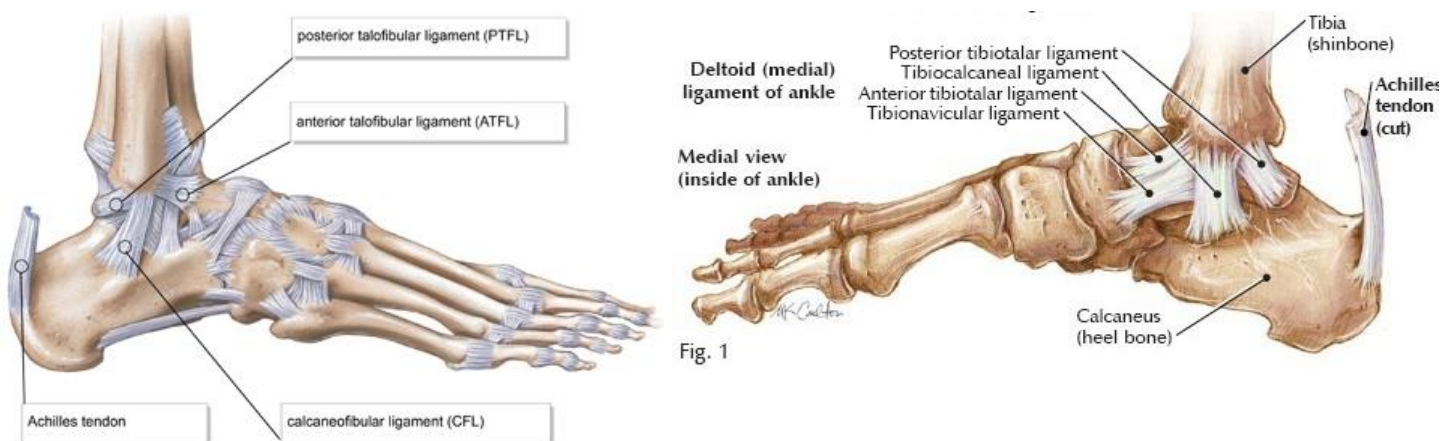 posterior talofibular ligament (PTFL)
anterior talofibular ligament (ATFL)
Achilles tendon
calcaneofibular ligament (CFL)
Deltoid (medial)
ligament of ankle
Medial view
(inside of ankle)
Posterior tibiotalar ligament
Tibiocalcaneal ligament
Anterior tibiotalar ligament
Tibionavicular ligament
Tibia
(shinbone)
Achilles
tendon
(cut)
Calcaneus
(heel bone)
Fig. 1